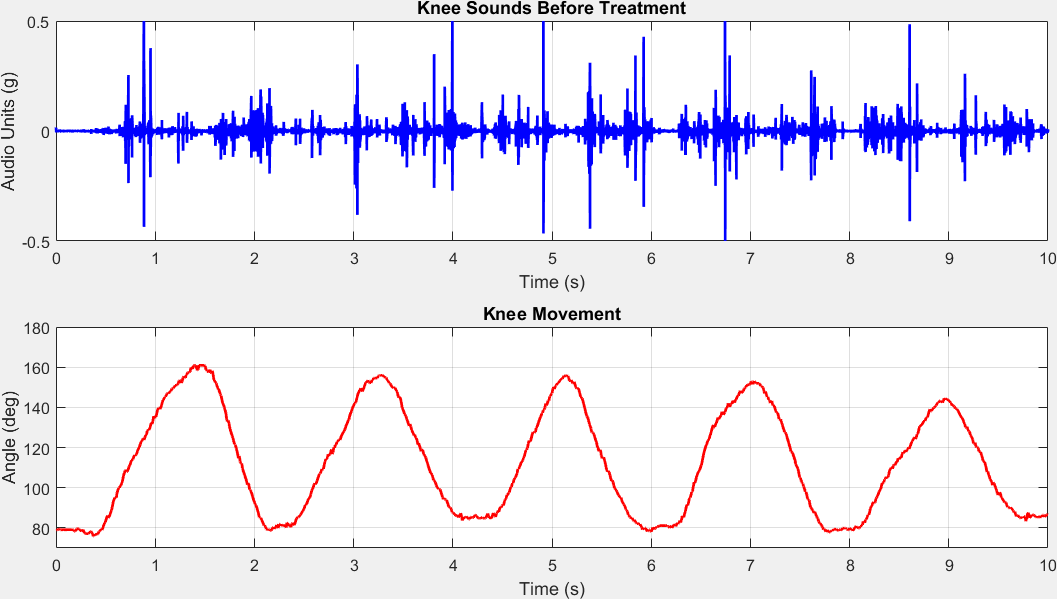 Knee Sounds Before Treatment
Audio Units (g)
0.5
0
-0.5
0 1 2 3 4 5 6 7 8 9 10
Time (s)
Knee Movement
Angle (deg)
180
160
140
120
100
80
0 1 2 3 4 5 6 7 8 9 10
Time (s)